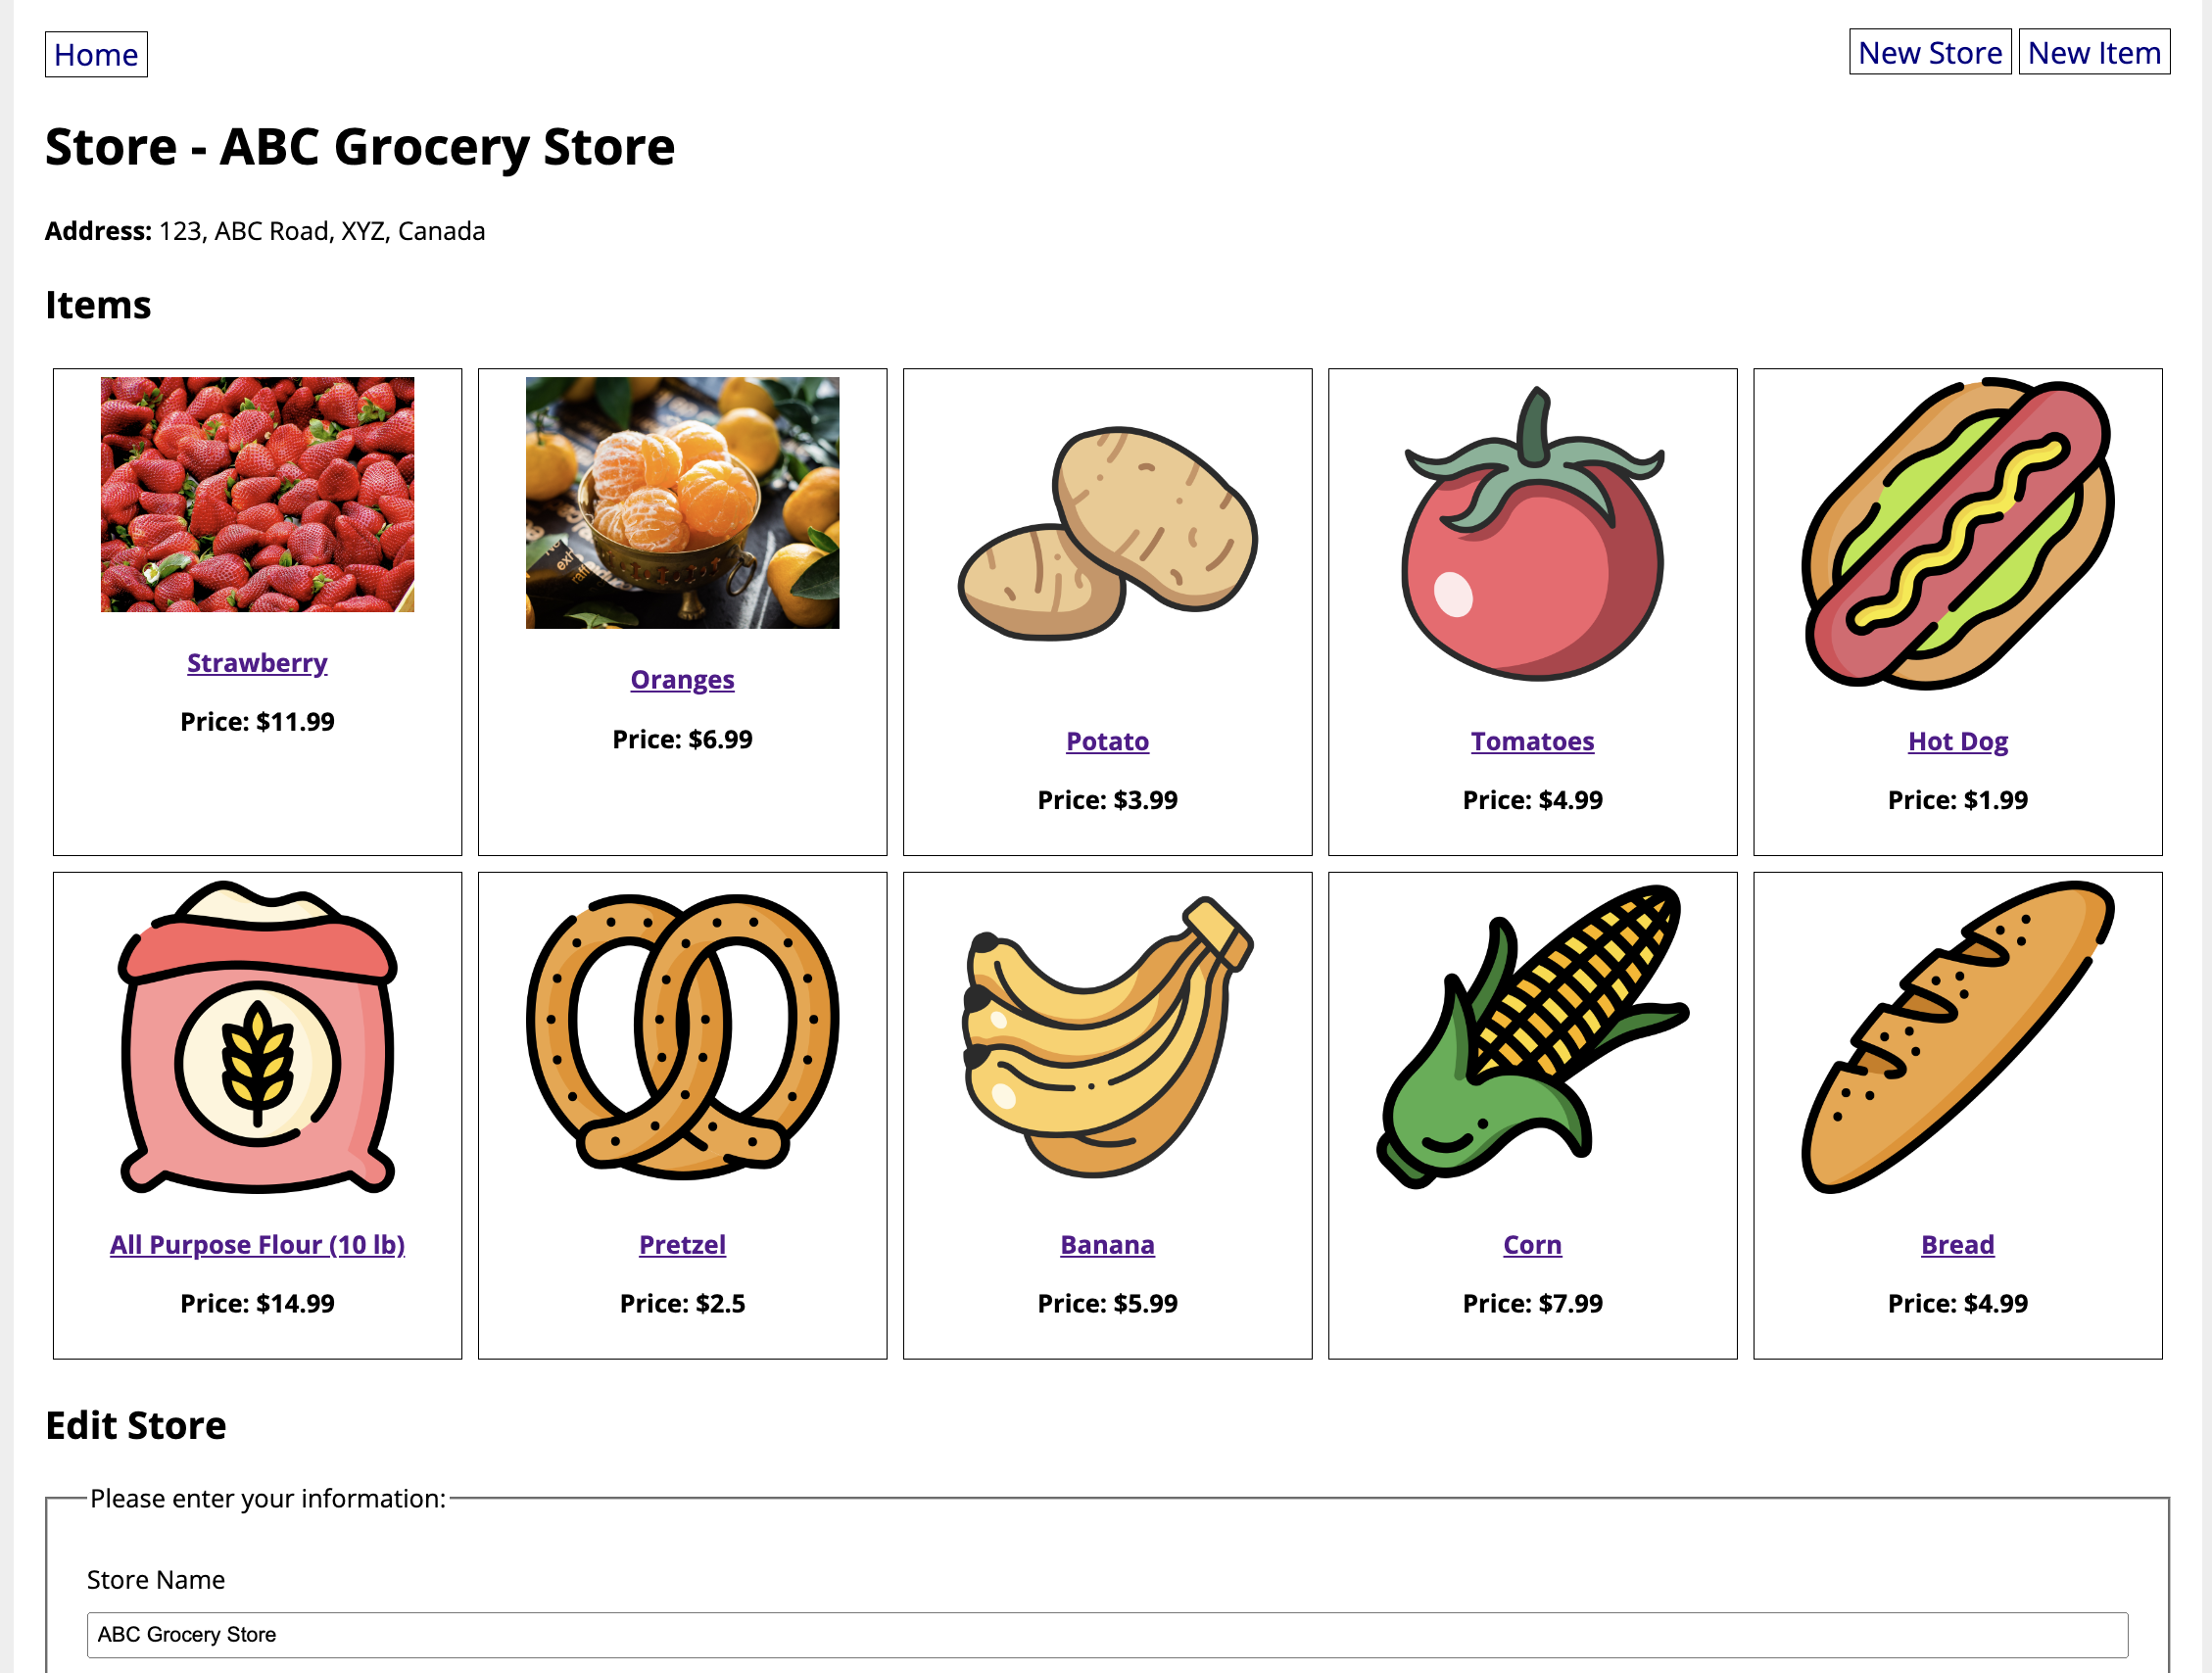 Home
New Store New Item
Store - ABC Grocery Store
Address: 123, ABC Road, XYZ, Canada
Items
Strawberry
Price: $11.99
Oranges
Price: $6.99
Potato
Price: $3.99
Tomatoes
Price: $4.99
Hot Dog
Price: $1.99
All Purpose Flour (10 lb)
Price: $14.99
Pretzel
Price: $2.5
Banana
Price: $5.99
Corn
Price: $7.99
Bread
Price: $4.99
Edit Store
Please enter your information:
Store Name
ABC Grocery Store